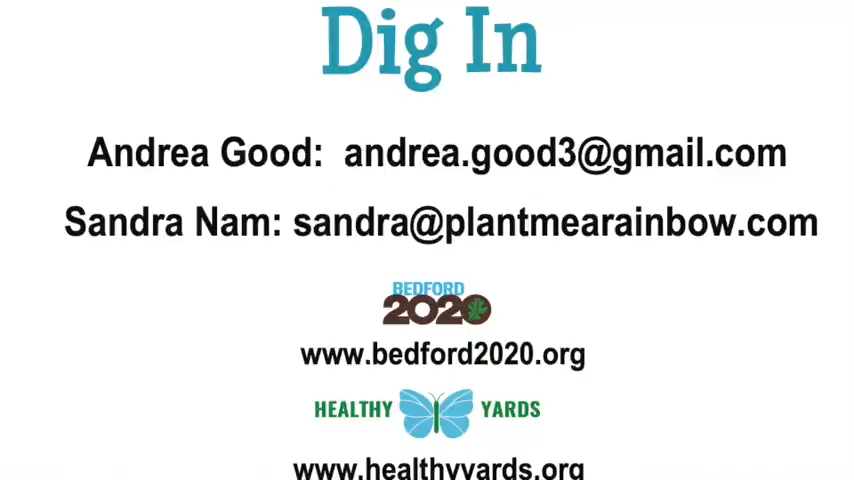 Dig In
Andrea Good: andrea.good3@gmail.com
Sandra Nam: sandra@plantmearainbow.com
BEDFORD
2020
www.bedford2020.org
HEALTHY YARDS
www.healthyyards.org